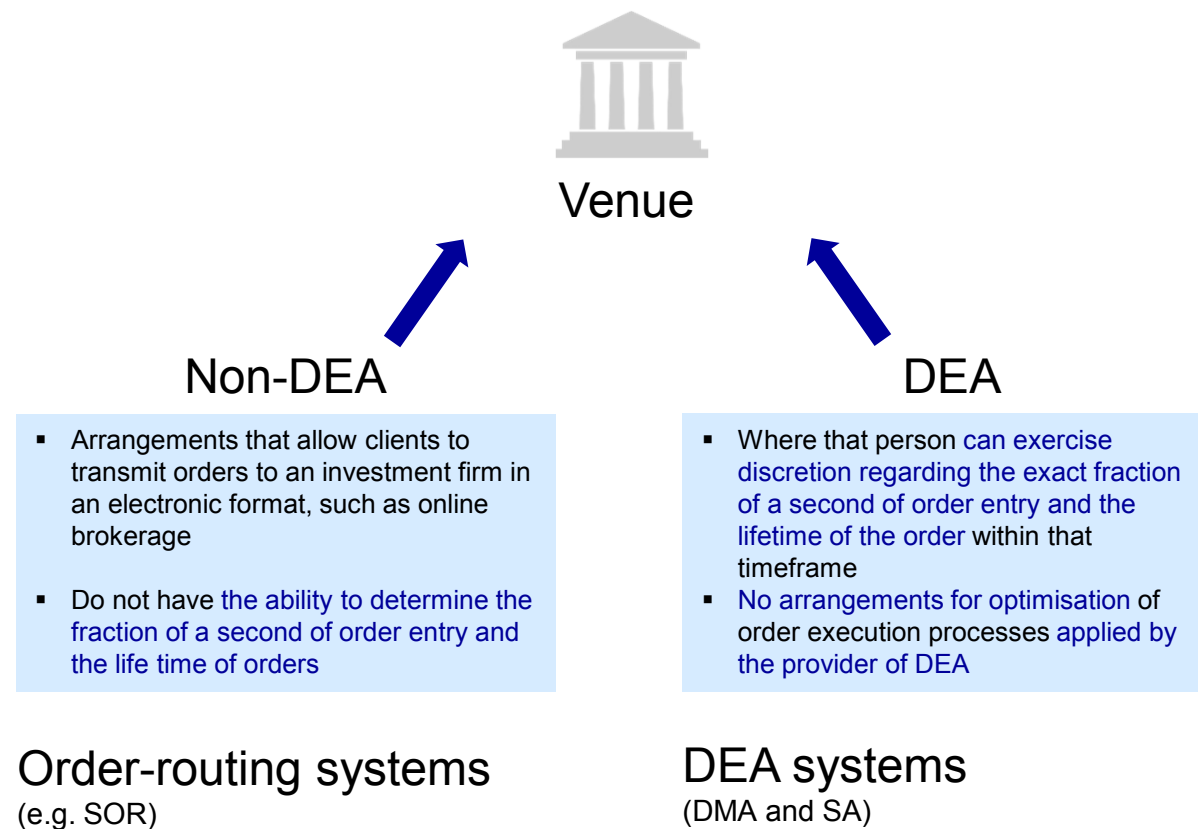 Venue
Non-DEA
▪ Arrangements that allow clients to
transmit orders to an investment firm in
an electronic format, such as online
brokerage
▪ Do not have the ability to determine the
fraction of a second of order entry and
the life time of orders
Order-routing systems
(e.g. SOR)
DEA
▪ Where that person can exercise
discretion regarding the exact fraction
of a second of order entry and the
lifetime of the order within that
timeframe
▪ No arrangements for optimisation of
order execution processes applied by
the provider of DEA
DEA systems
(DMA and SA)